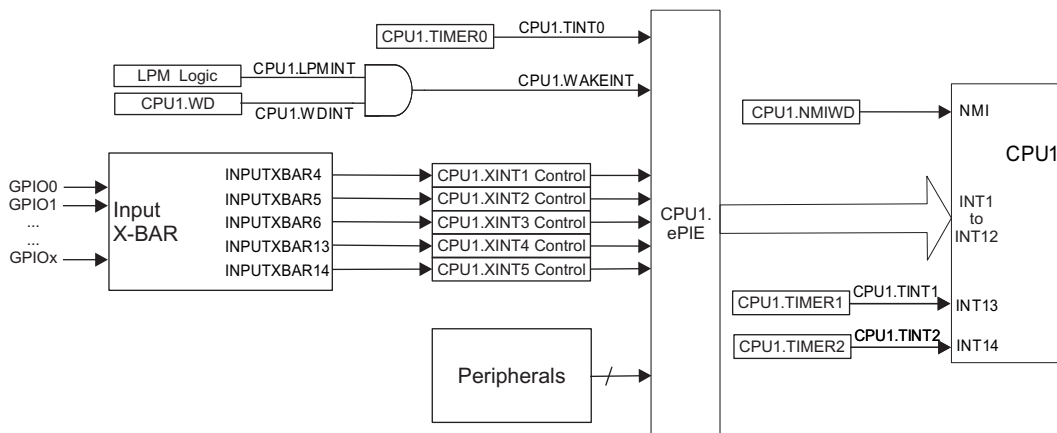 CPU1.TIMER0
CPU1.TINT0
LPM Logic
CPU1.LPMINT
CPU1.WD
CPU1.WDINT
CPU1.WAKEINT
CPU1.NMIWD
NMI
CPU1
GPIO0
GPIO1
...
...
GPIOx
Input
X-BAR
INPUTXBAR4
INPUTXBAR5
INPUTXBAR6
INPUTXBAR13
INPUTXBAR14
CPU1.XINT1 Control
CPU1.XINT2 Control
CPU1.XINT3 Control
CPU1.XINT4 Control
CPU1.XINT5 Control
CPU1.
ePIE
INT1
to
INT12
CPU1.TIMER1
CPU1.TINT1
INT13
CPU1.TIMER2
CPU1.TINT2
INT14
Peripherals